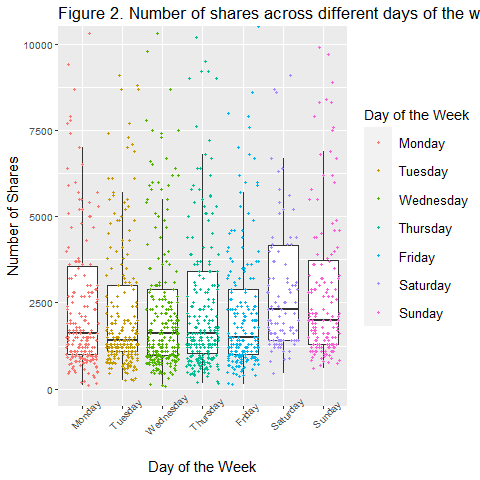 Figure 2. Number of shares across different days of the w
Number of Shares
10000
7500
5000
2500
0
Monday
Tuesday
Wednesday
Thursday
Friday
Saturday
Sunday
Day of the Week
Day of the Week
Monday
Tuesday
Wednesday
Thursday
Friday
Saturday
Sunday